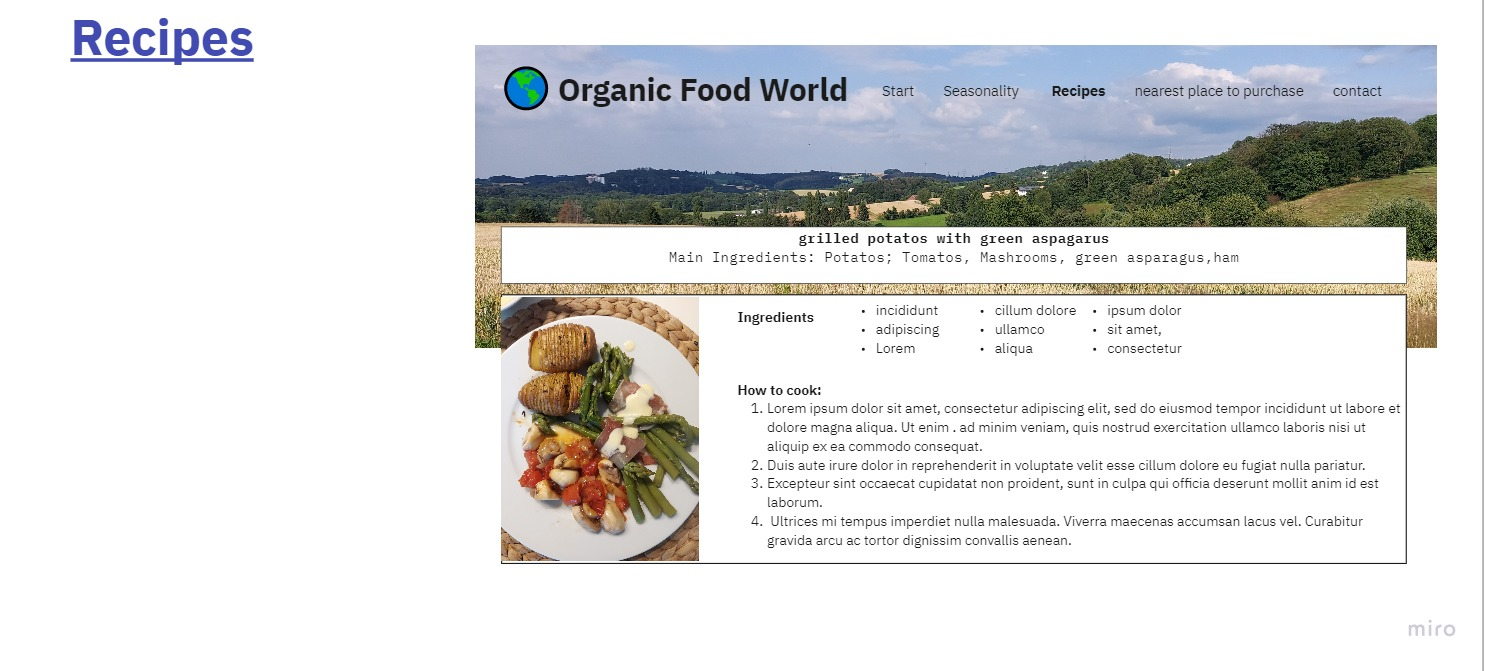 Recipes
Organic Food World
Start Seasonality Recipes nearest place to purchase contact
grilled potatos with green aspagarus
Main Ingredients: Potatos; Tomatos, Mashrooms, green asparagus,ham
Ingredients
• incididunt • cillum dolore • ipsum dolor
• adipiscing • ullamco • sit amet,
• Lorem • aliqua • consectetur
How to cook:
1. Lorem ipsum dolor sit amet, consectetur adipiscing elit, sed do eiusmod tempor incididunt ut labore et
dolore magna aliqua. Ut enim . ad minim veniam, quis nostrud exercitation ullamco laboris nisi ut
aliquip ex ea commodo consequat.
2. Duis aute irure dolor in reprehenderit in voluptate velit esse cillum dolore eu fugiat nulla pariatur.
3. Excepteur sint occaecat cupidatat non proident, sunt in culpa qui officia deserunt mollit anim id est
laborum.
4. Ultrices mi tempus imperdiet nulla malesuada. Viverra maecenas accumsan lacus vel. Curabitur
gravida arcu ac tortor dignissim convallis aenean.
miro